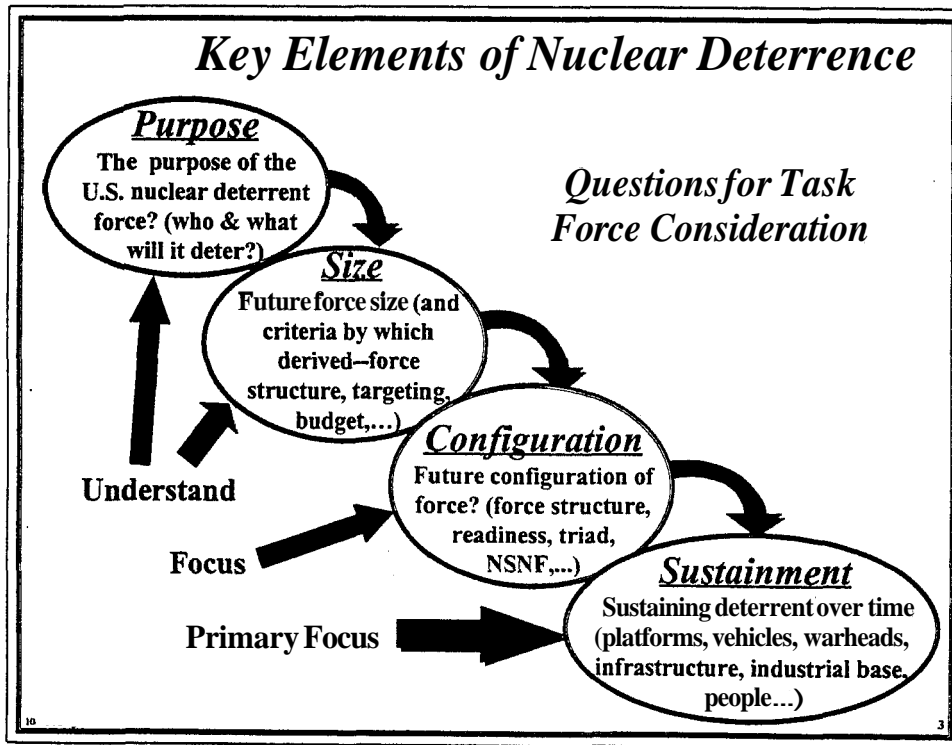 Key Elements of Nuclear Deterrence
Purpose
The purpose of the
U.S. nuclear deterrent
force? (who & what
will it deter?)
Questions for Task
Force Consideration
Size
Future force size (and
criteria by which
derived--force
structure, targeting,
budget,...)
Configuration
Future configuration of
force? (force structure,
readiness, triad,
NSNF,...)
Understand
Focus
Sustainment
Sustaining deterrent over time
(platforms, vehicles, warheads,
infrastructure, industrial base,
people...)
Primary Focus
10
3